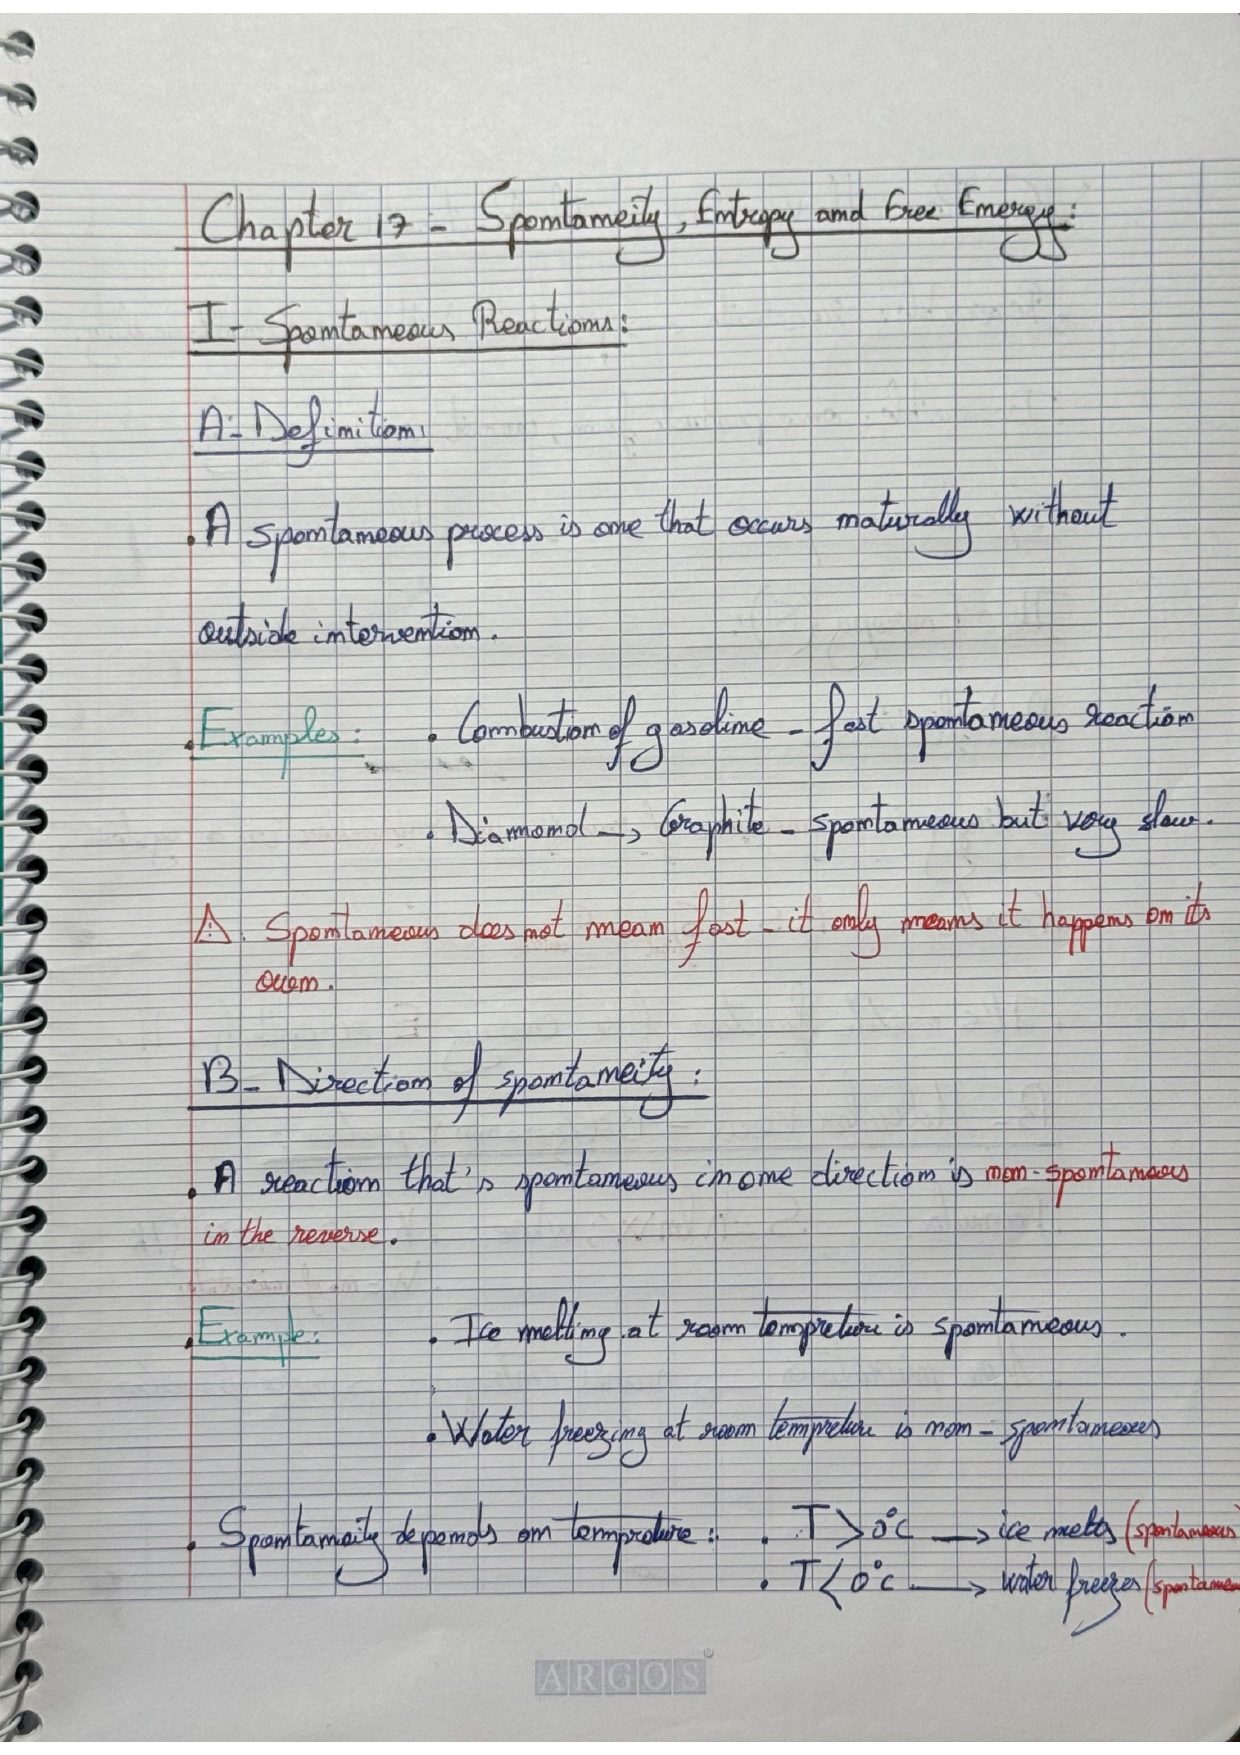 Chapter 17 - Spontaneity, Entropy and Free Energy:
I- Spontaneous Reactions:
A- Definition:
. A spontaneous process is one that occurs naturally without
outside intervention.
. Examples: . Combustion of gasoline - fast spontaneous reaction
. Diamond → Graphite - spontaneous but very slow.
⚠. Spontaneous does not mean fast - it only means it happens on its
own.
B- Direction of spontaneity:
. A reaction that's spontaneous in one direction is non-spontaneous
in the reverse.
. Example: . Ice melting at room tempreture is spontaneous.
. Water freezing at room tempreture is non-spontaneous
. Spontaneity depends on temprature: . T > 0°C → ice melts (spontaneous)
. T < 0°C → water freezes (spontaneous
ARGOS®